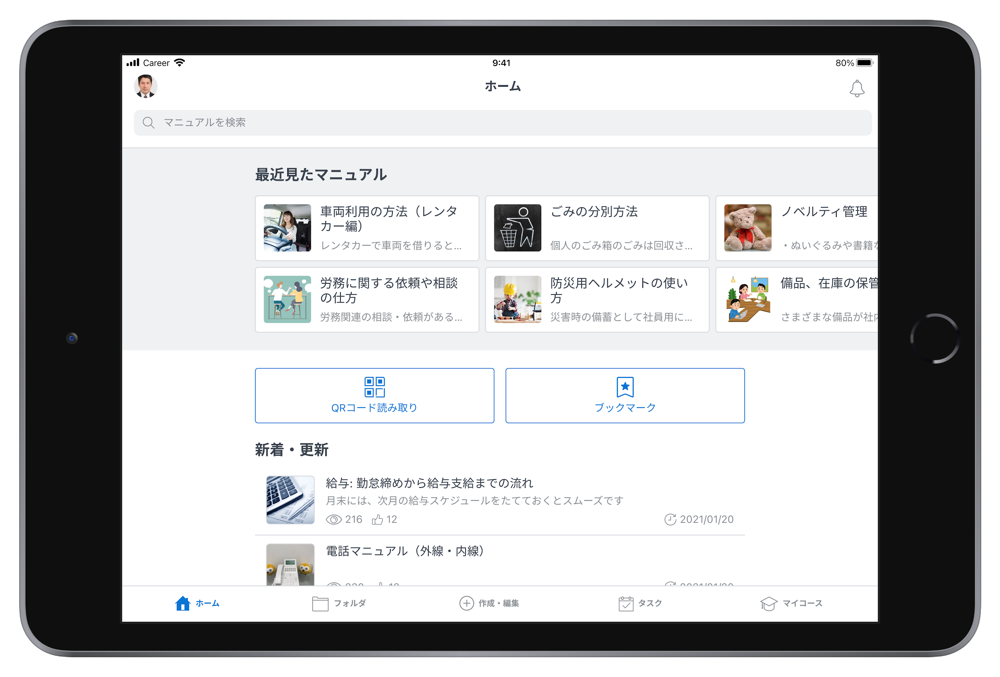 Career
9:41
80%
ホーム
マニュアルを検索
最近見たマニュアル
車両利用の方法（レンタ
カー編）
レンタカーで車両を借りると...
ごみの分別方法
個人のごみ箱のごみは回収さ...
ノベルティ管理
・ぬいぐるみや書籍な
労務に関する依頼や相談
の仕方
労務関連の相談・依頼がある...
防災用ヘルメットの使い
方
災害時の備蓄として社員用に...
備品、在庫の保管
さまざまな備品が社内
QRコード読み取り
ブックマーク
新着・更新
給与: 勤怠締めから給与支給までの流れ
月末には、次月の給与スケジュールをたてておくとスムーズです
216
12
2021/01/20
電話マニュアル（外線・内線）
2021/01/20
ホーム
フォルダ
作成・編集
タスク
マイコース